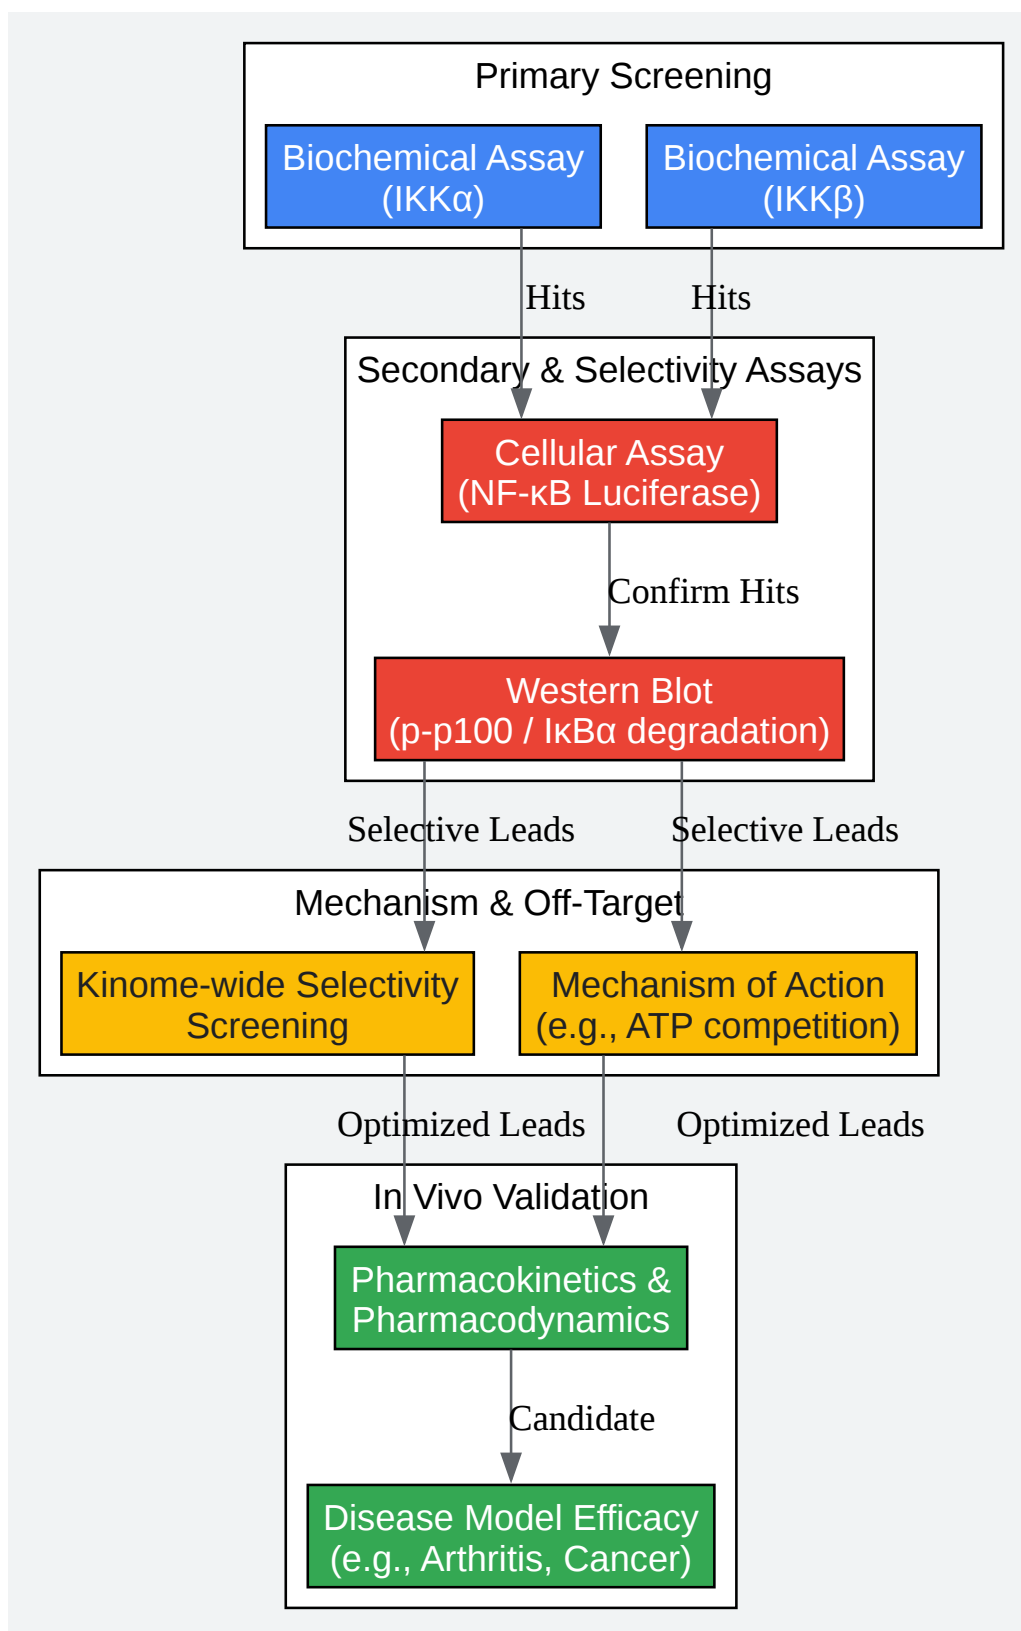 Primary Screening
Biochemical Assay
(IKKα)
Biochemical Assay
(IKKβ)
Hits
Hits
Secondary & Selectivity Assays
Cellular Assay
(NF-κB Luciferase)
Confirm Hits
Western Blot
(p-p100 / IκBα degradation)
Selective Leads
Selective Leads
Mechanism & Off-Target
Kinome-wide Selectivity
Screening
Mechanism of Action
(e.g., ATP competition)
Optimized Leads
Optimized Leads
In Vivo Validation
Pharmacokinetics &
Pharmacodynamics
Candidate
Disease Model Efficacy
(e.g., Arthritis, Cancer)